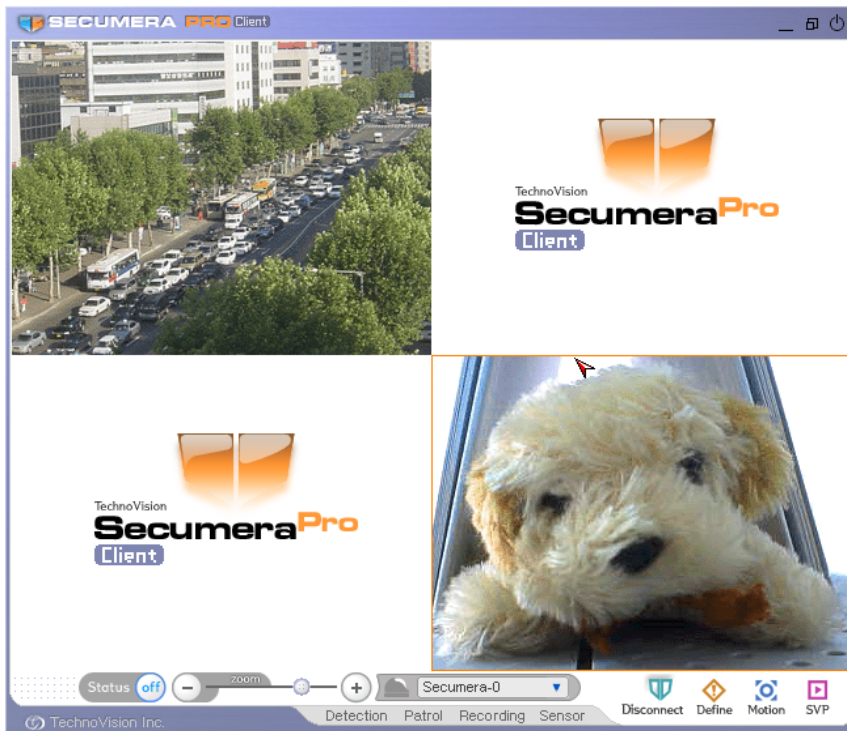 SECUMERA PRO Client
TechnoVision
SecumeraPro
Client
TechnoVision
SecumeraPro
Client
Status off
zoom
Secumera-0
Disconnect Define Motion SVP
Detection Patrol Recording Sensor
TechnoVision Inc.